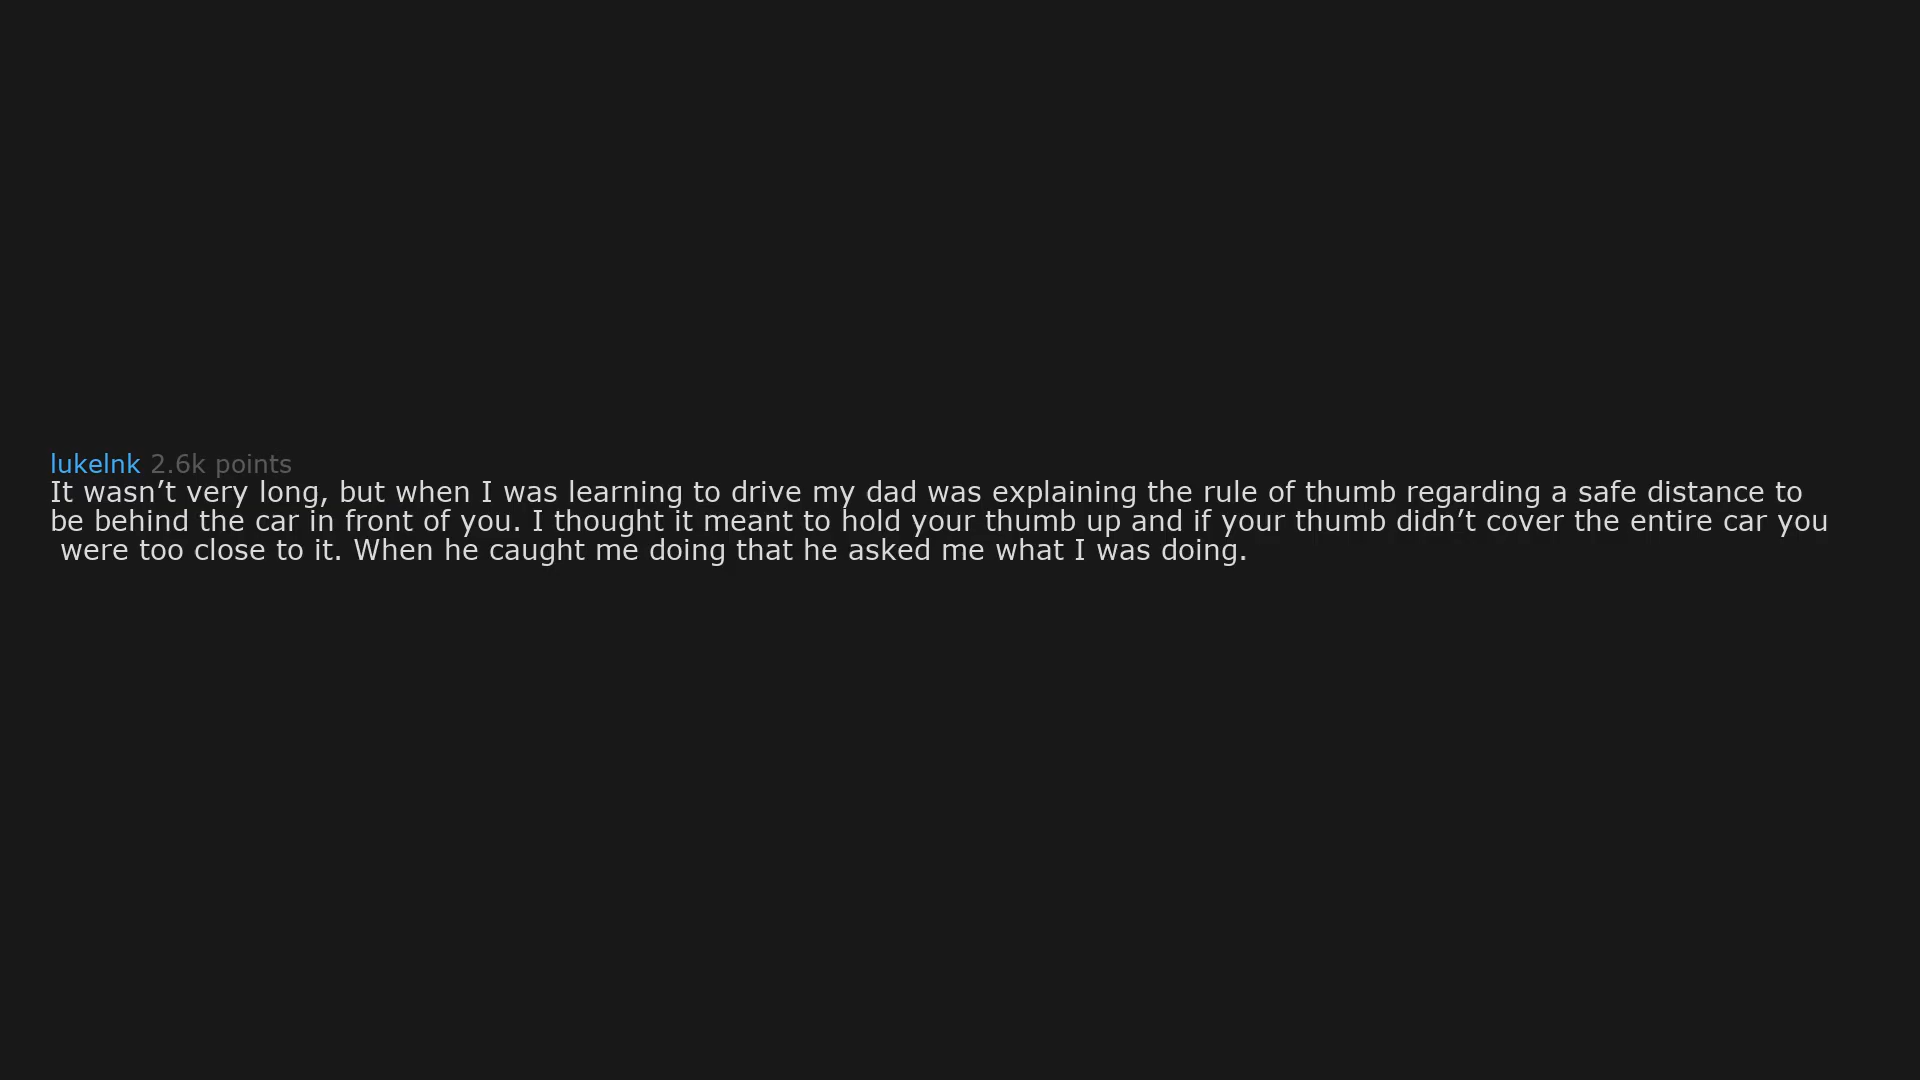 lukelnk 2.6k points
It wasn’t very long, but when I was learning to drive my dad was explaining the rule of thumb regarding a safe distance to
be behind the car in front of you. I thought it meant to hold your thumb up and if your thumb didn’t cover the entire car you
were too close to it. When he caught me doing that he asked me what I was doing.